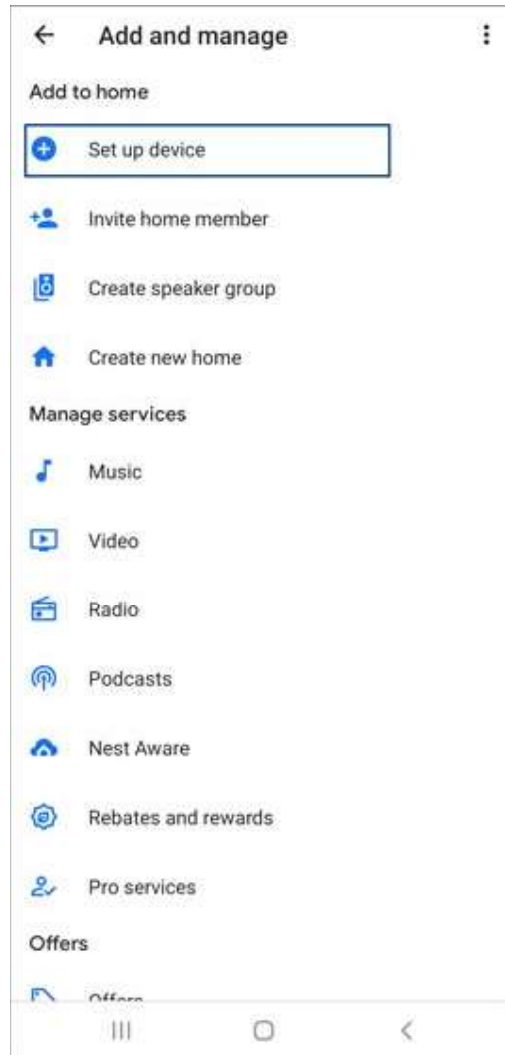 Add and manage
Add to home
Set up device
Invite home member
Create speaker group
Create new home
Manage services
Music
Video
Radio
Podcasts
Nest Aware
Rebates and rewards
Pro services
Offers
Offers